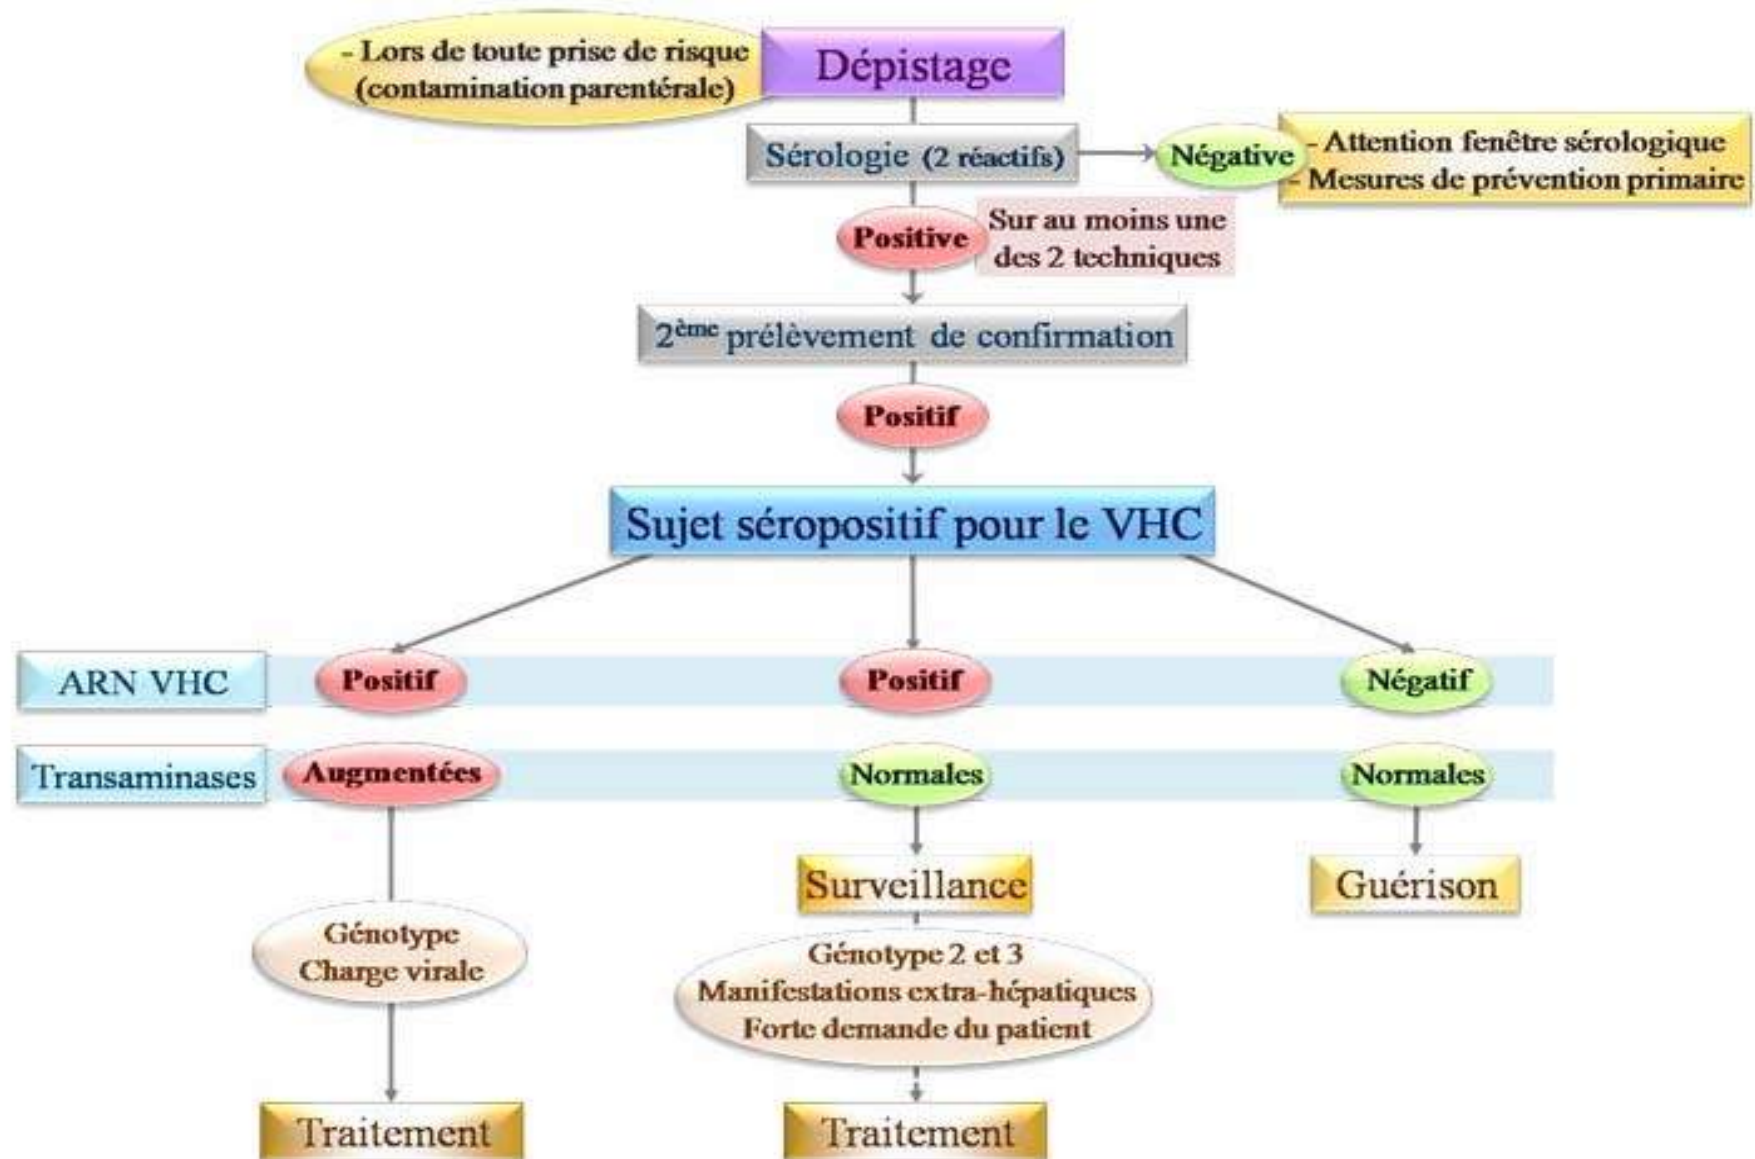 - Lors de toute prise de risque
(contamination parentérale)
Dépistage
Sérologie (2 réactifs)
Négative
- Attention fenêtre sérologique
- Mesures de prévention primaire
Positive
Sur au moins une
des 2 techniques
2ème prélèvement de confirmation
Positif
Sujet séropositif pour le VHC
ARN VHC
Positif
Positif
Négatif
Transaminases
Augmentées
Normales
Normales
Surveillance
Guérison
Génotype
Charge virale
Génotype 2 et 3
Manifestations extra-hépatiques
Forte demande du patient
Traitement
Traitement